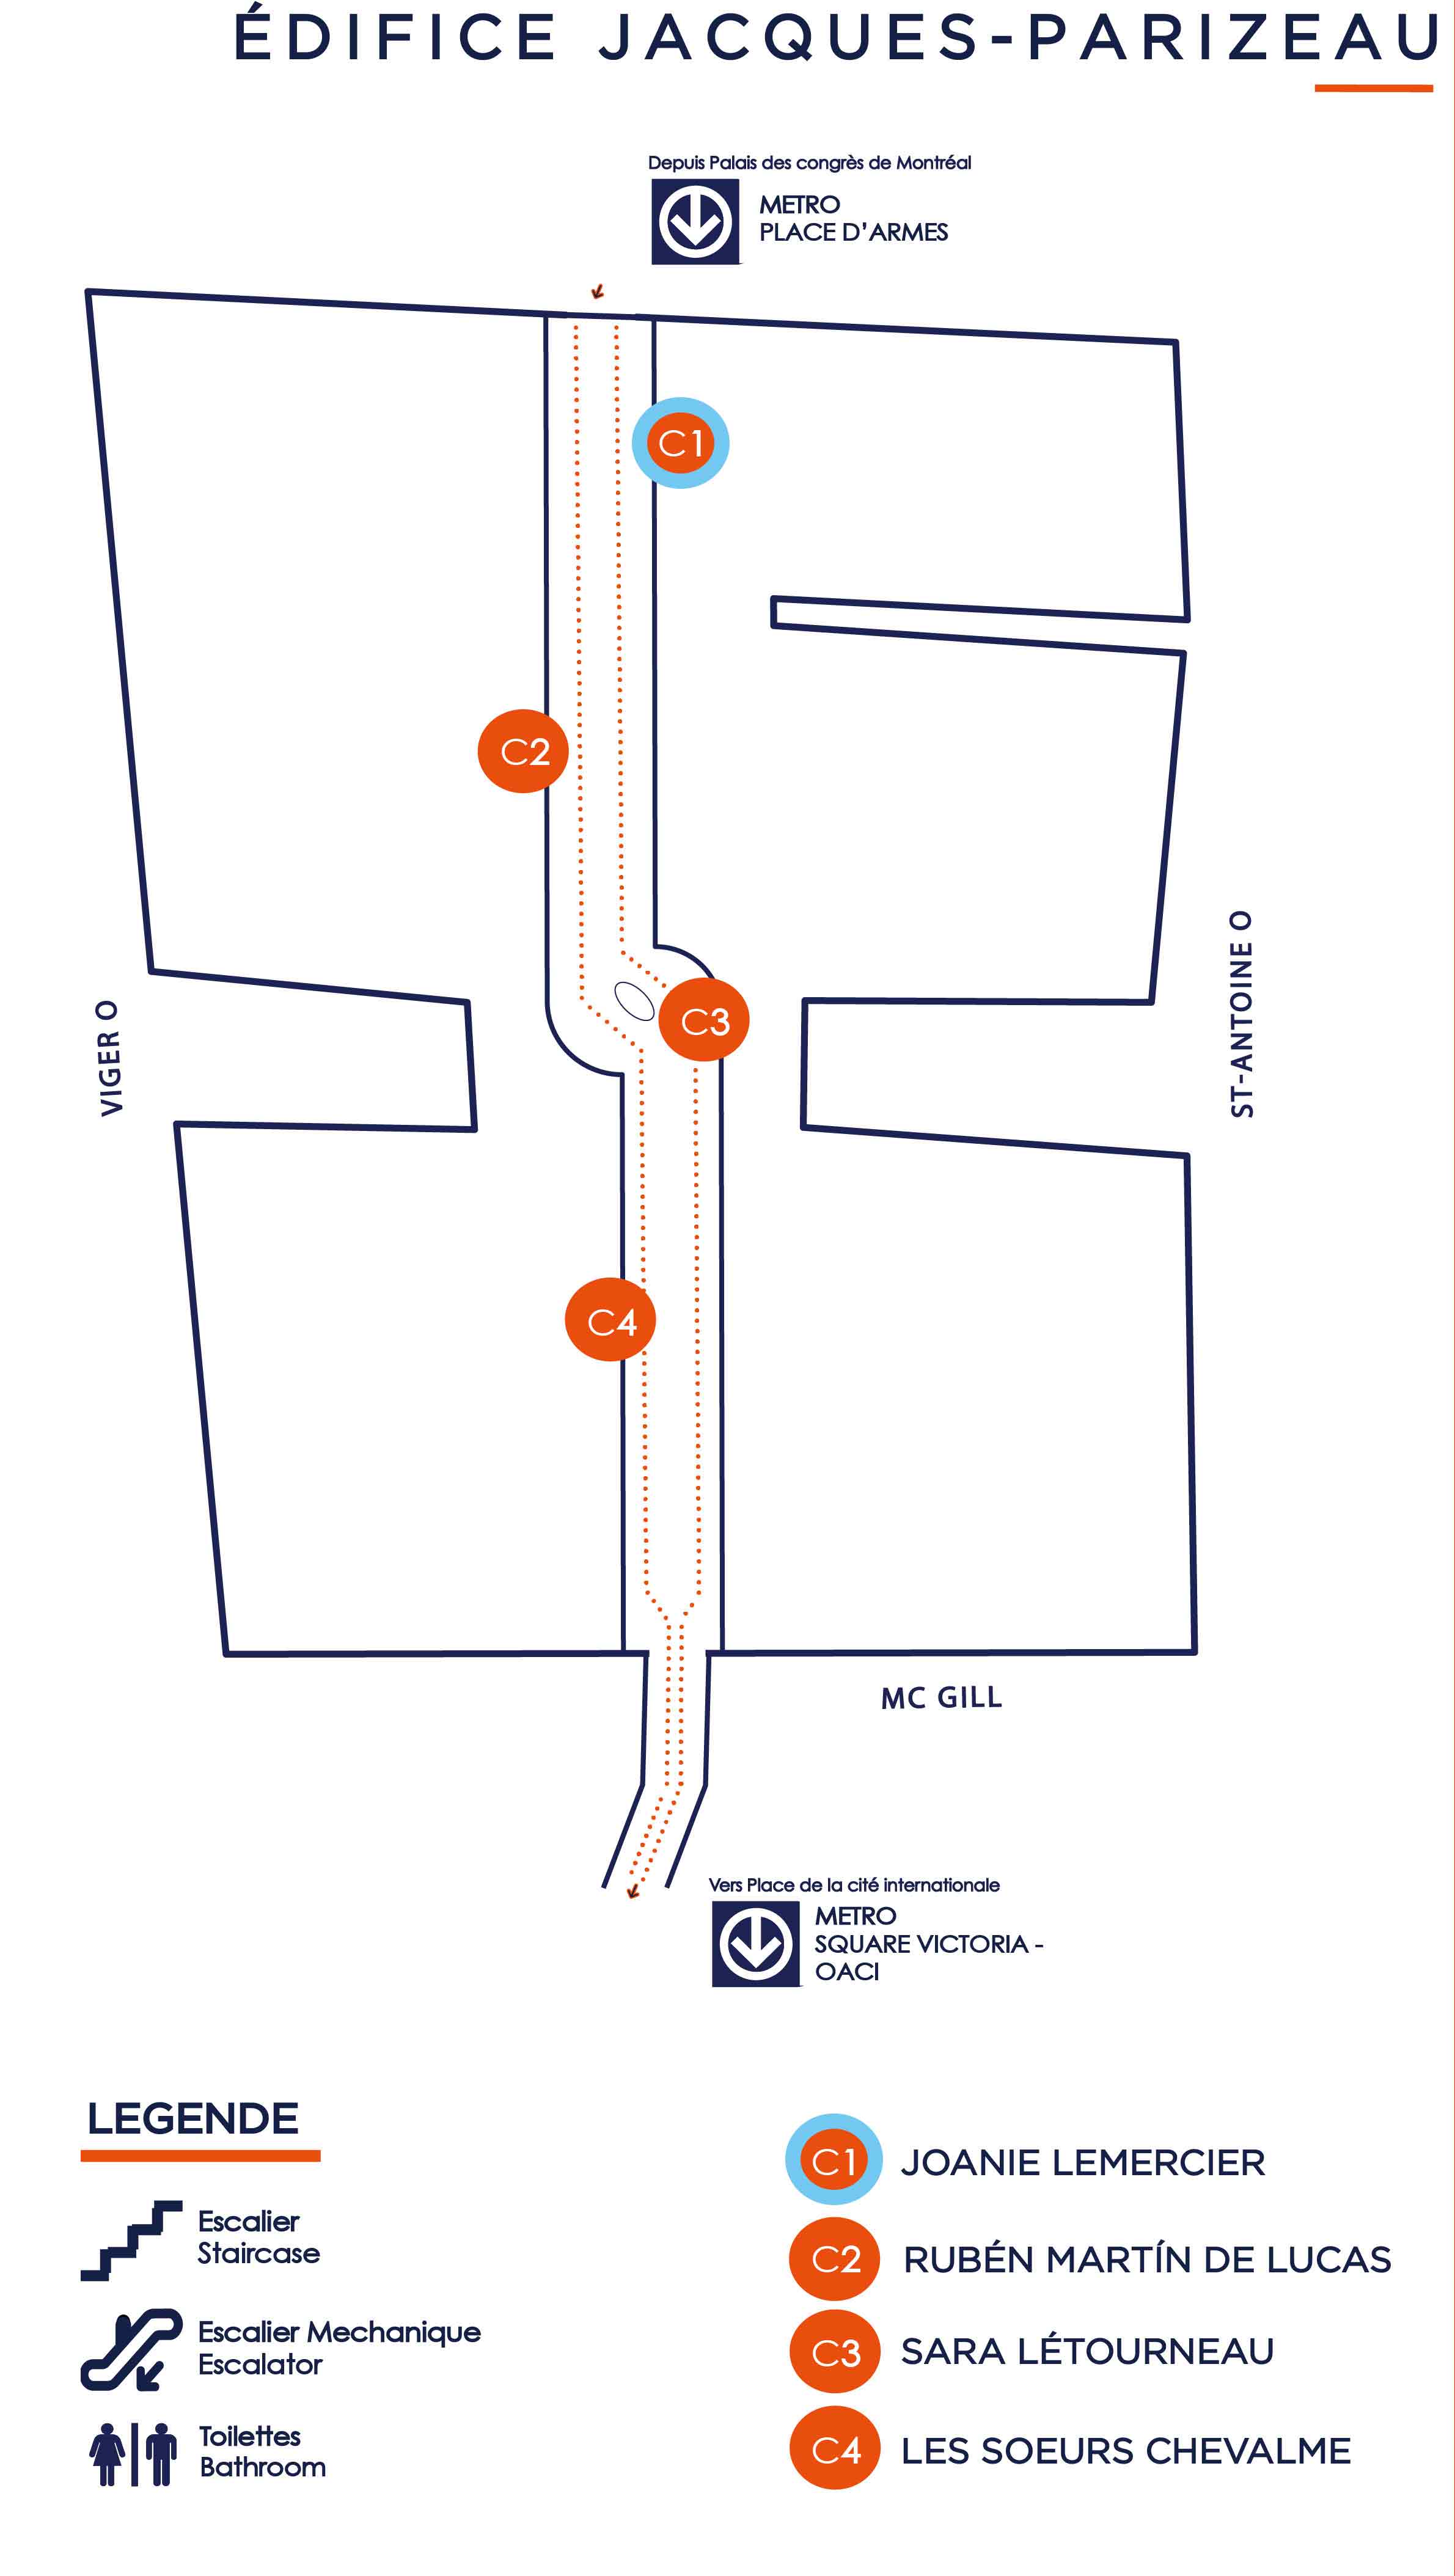 ÉDIFICE JACQUES-PARIZEAU
Depuis Palais des congrès de Montréal
METRO
PLACE D'ARMES
C1
C2
C3
C4
VIGER O
ST-ANTOINE O
MC GILL
Vers Place de la cité internationale
METRO
SQUARE VICTORIA -
OACI
LEGENDE
Escalier
Staircase
Escalier Mechanique
Escalator
Toilettes
Bathroom
C1 JOANIE LEMERCIER
C2 RUBÉN MARTÍN DE LUCAS
C3 SARA LÉTOURNEAU
C4 LES SOEURS CHEVALME